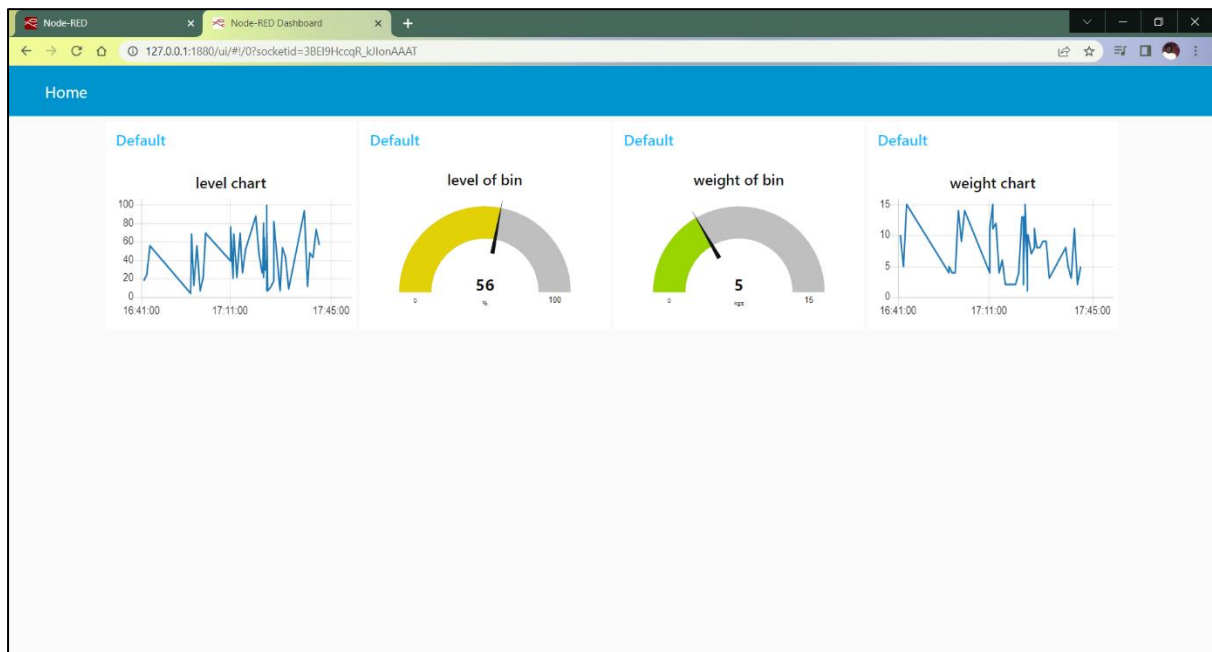 Node-RED
Node-RED Dashboard
127.0.0.1:1880/ui/#!/0?socketid=3BEI9HccqR_kJIonAAAT
Home
Default
level chart
100
80
60
40
20
0
16:41:00 17:11:00 17:45:00
Default
level of bin
56
%
0 100
Default
weight of bin
5
kgs
0 15
Default
weight chart
15
10
5
0
16:41:00 17:11:00 17:45:00